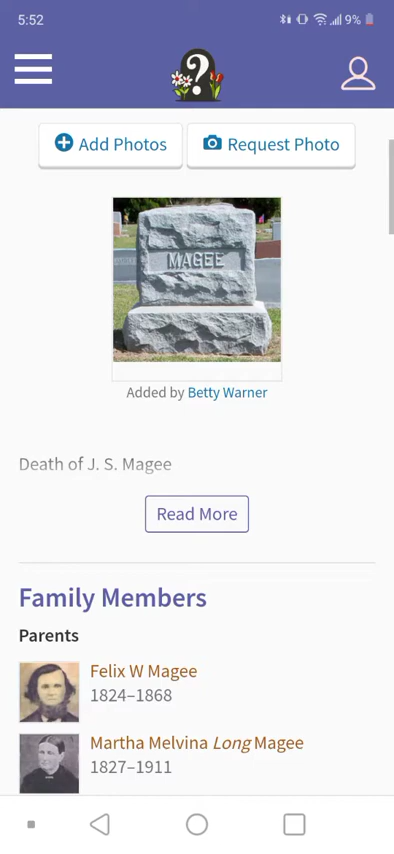 5:52
9%
?
Add Photos
Request Photo
MAGEE
Added by Betty Warner
Death of J. S. Magee
Read More
Family Members
Parents
Felix W Magee
1824–1868
Martha Melvina Long Magee
1827–1911